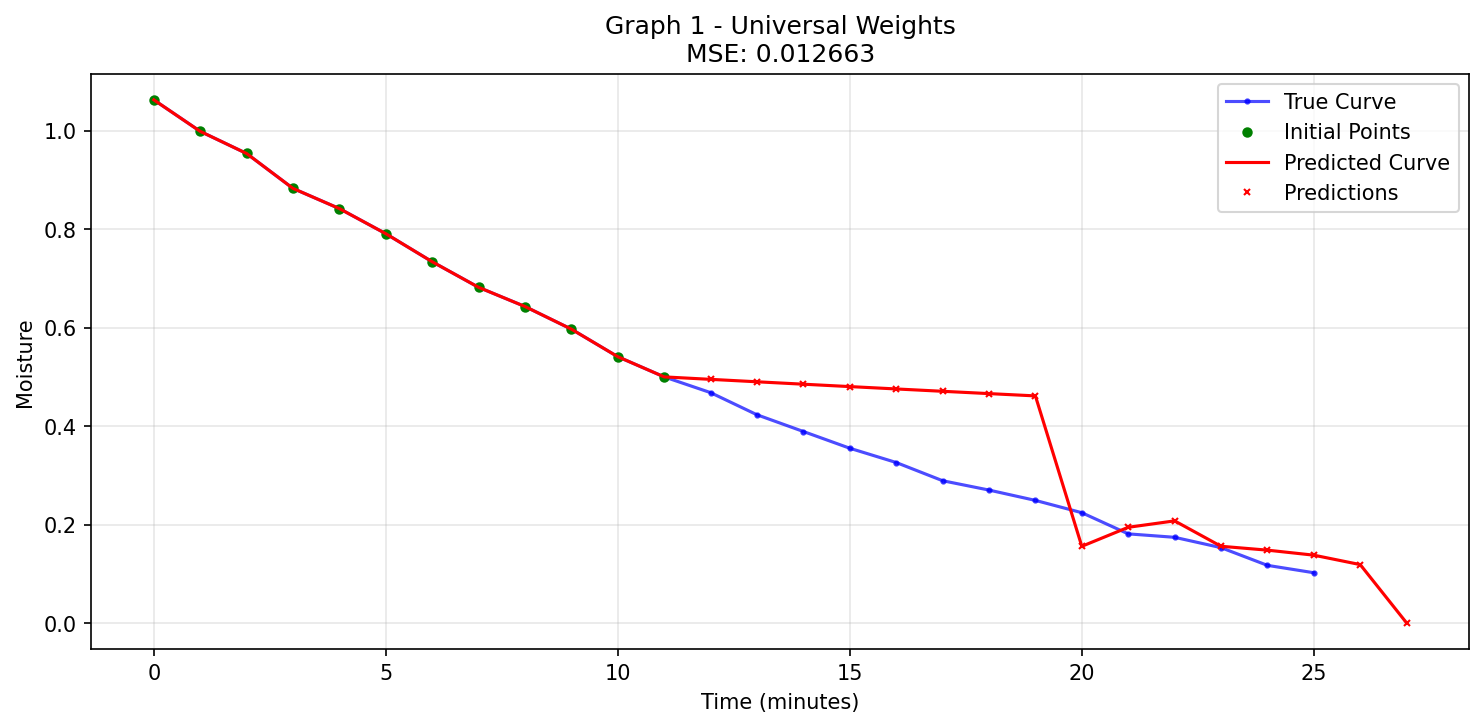 Graph 1 - Universal Weights
MSE: 0.012663
True Curve
Initial Points
Predicted Curve
Predictions
Moisture
1.0
0.8
0.6
0.4
0.2
0.0
0 5 10 15 20 25
Time (minutes)